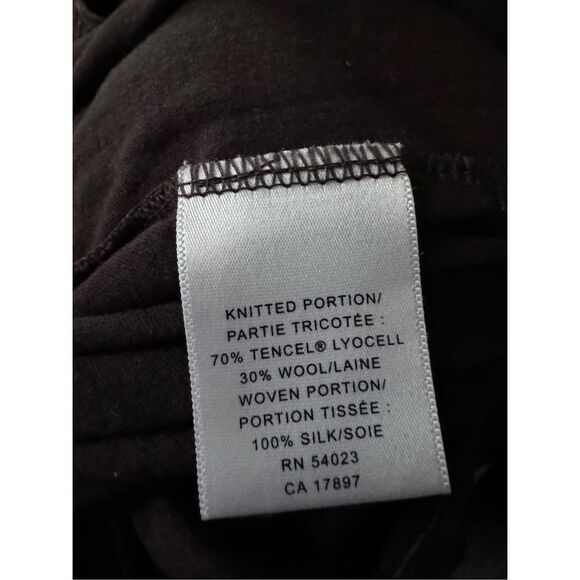 KNITTED PORTION/
PARTIE TRICOTÉE :
70% TENCEL® LYOCELL
30% WOOL/LAINE
WOVEN PORTION/
PORTION TISSÉE :
100% SILK/SOIE
RN 54023
CA 17897